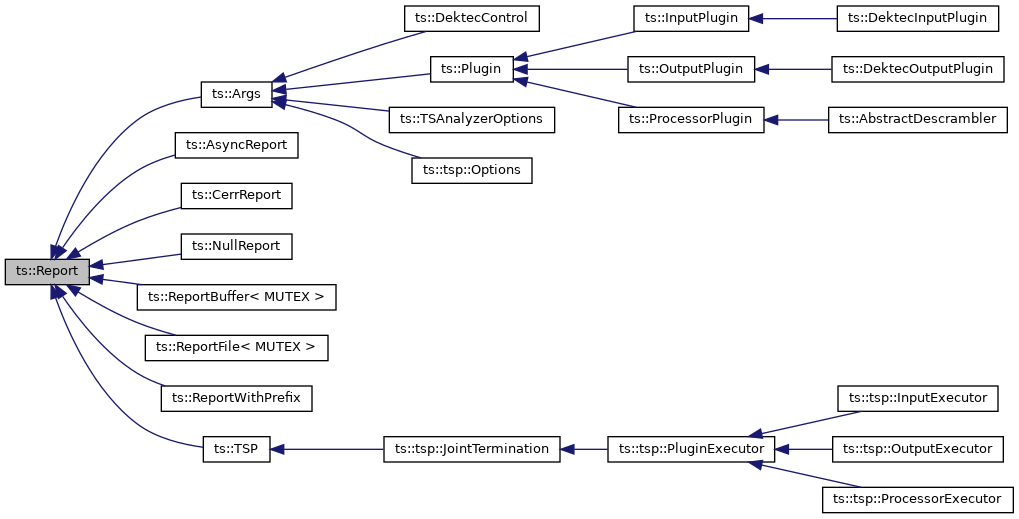 ts::DektecControl
ts::InputPlugin
ts::DektecInputPlugin
ts::Plugin
ts::OutputPlugin
ts::DektecOutputPlugin
ts::Args
ts::TSAnalyzerOptions
ts::ProcessorPlugin
ts::AbstractDescrambler
ts::AsyncReport
ts::tsp::Options
ts::CerrReport
ts::NullReport
ts::Report
ts::ReportBuffer< MUTEX >
ts::ReportFile< MUTEX >
ts::ReportWithPrefix
ts::tsp::InputExecutor
ts::TSP
ts::tsp::JointTermination
ts::tsp::PluginExecutor
ts::tsp::OutputExecutor
ts::tsp::ProcessorExecutor